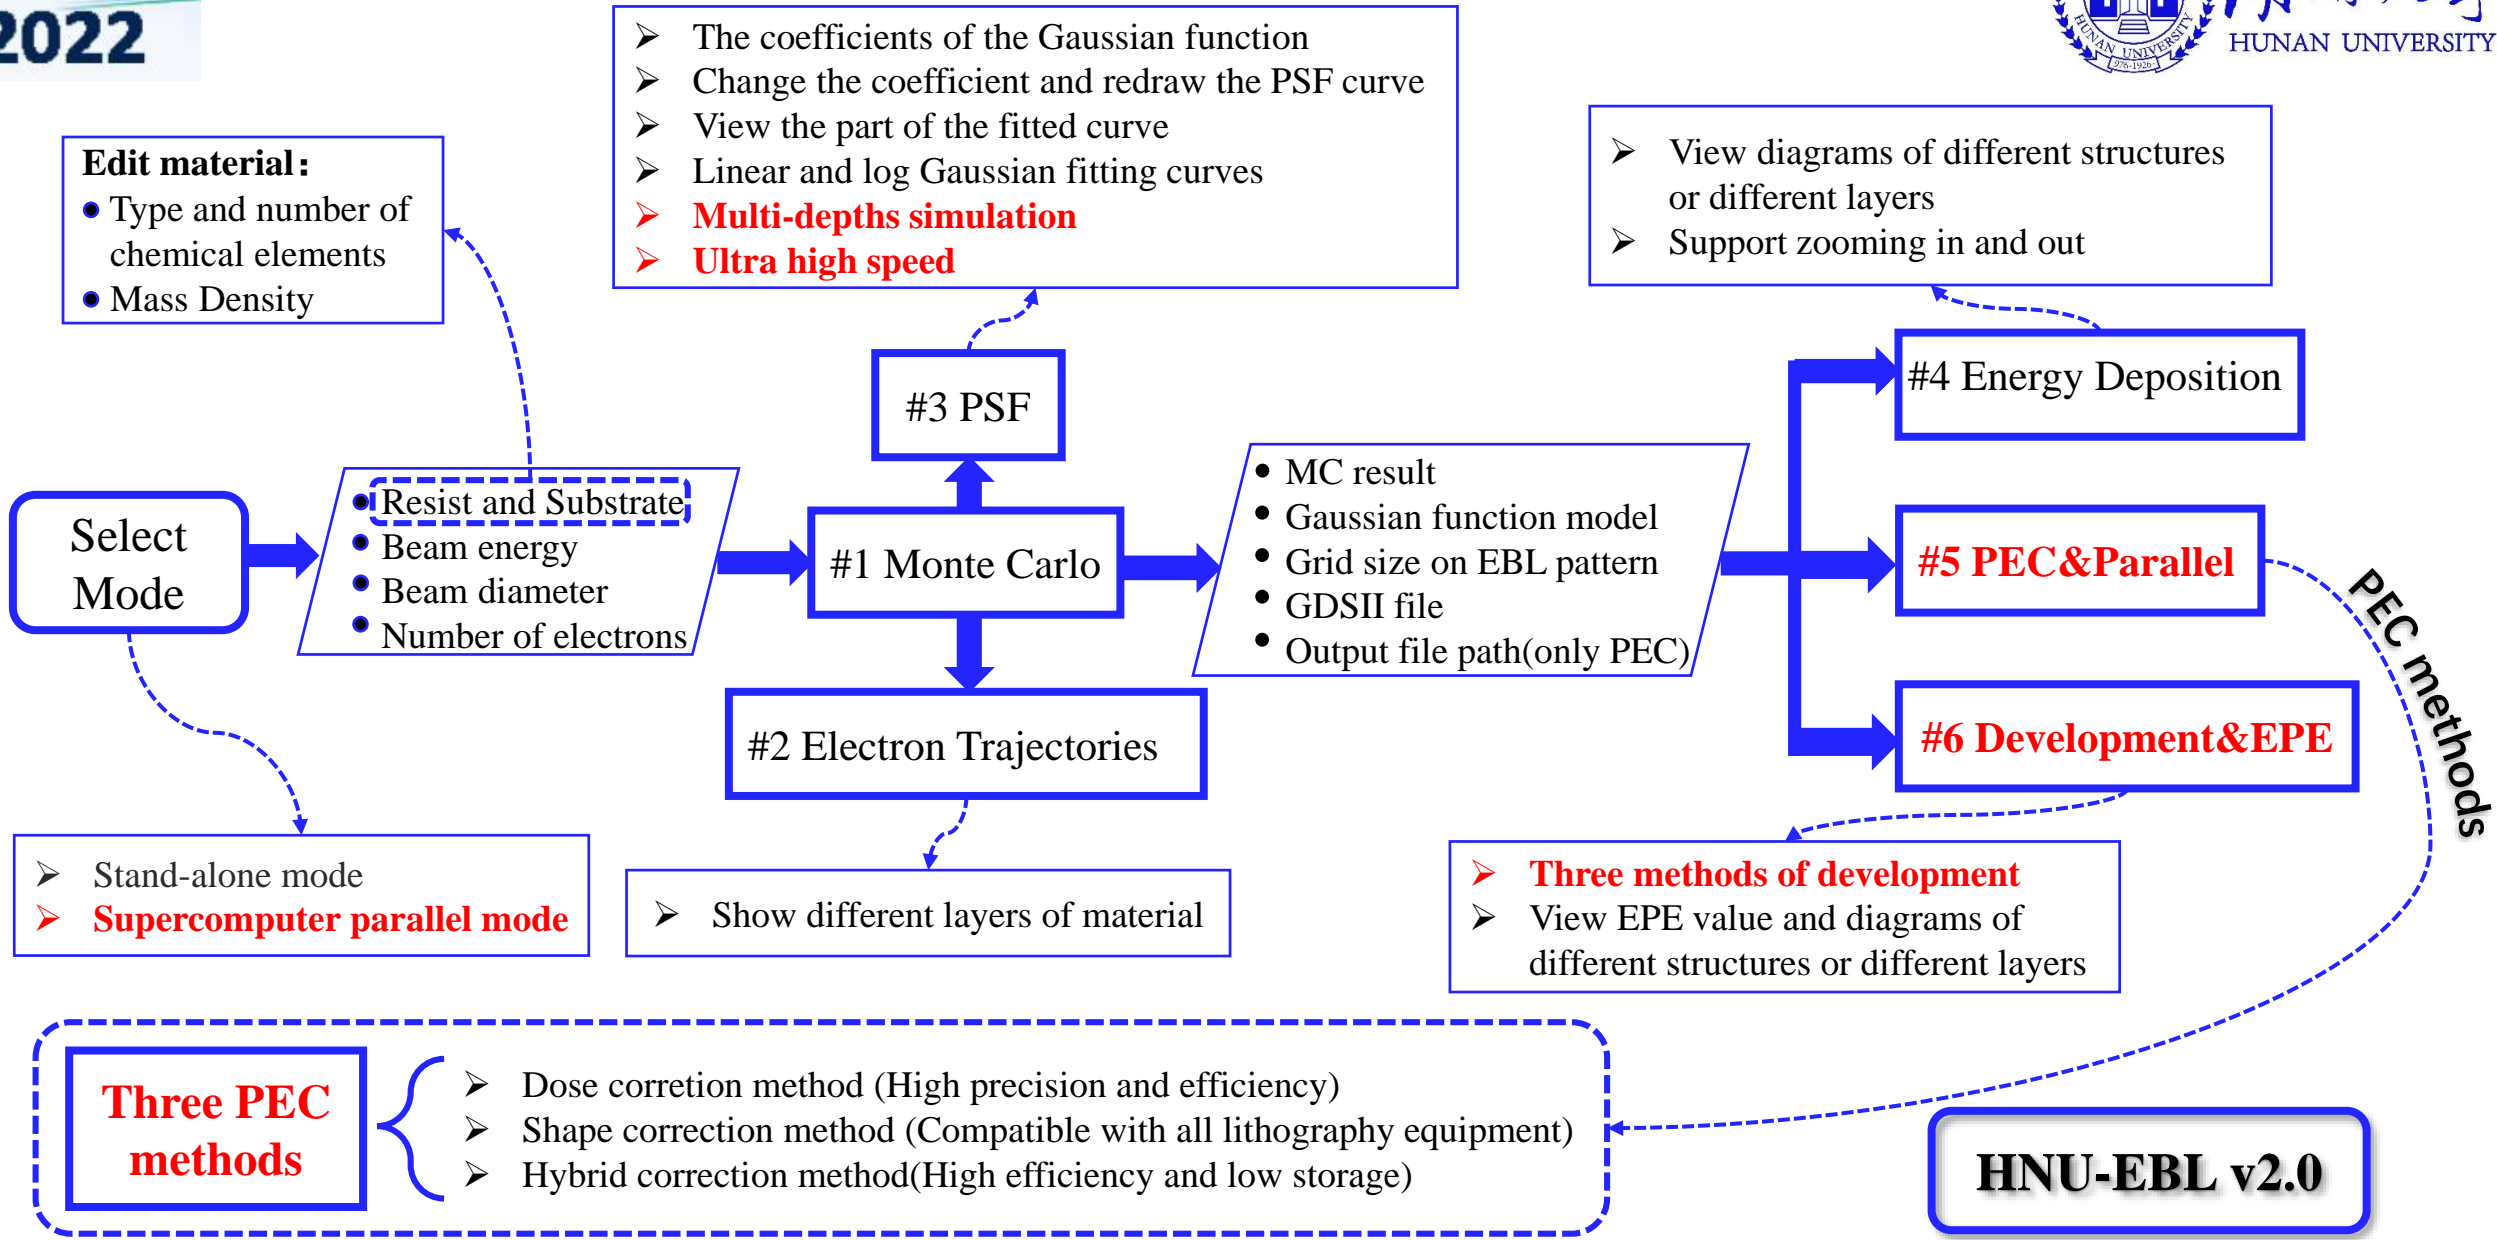 2022
HUNAN UNIVERSITY
HUNAN UNIVERSITY
The coefficients of the Gaussian function
Change the coefficient and redraw the PSF curve
View the part of the fitted curve
Linear and log Gaussian fitting curves
Multi-depths simulation
Ultra high speed
Edit material：
Type and number of
chemical elements
Mass Density
View diagrams of different structures
or different layers
Support zooming in and out
#3 PSF
#4 Energy Deposition
Select
Mode
Resist and Substrate
Beam energy
Beam diameter
Number of electrons
#1 Monte Carlo
MC result
Gaussian function model
Grid size on EBL pattern
GDSII file
Output file path(only PEC)
#5 PEC&Parallel
PEC methods
#2 Electron Trajectories
#6 Development&EPE
Stand-alone mode
Supercomputer parallel mode
Show different layers of material
Three methods of development
View EPE value and diagrams of
different structures or different layers
Three PEC
methods
Dose corretion method (High precision and efficiency)
Shape correction method (Compatible with all lithography equipment)
Hybrid correction method(High efficiency and low storage)
HNU-EBL v2.0